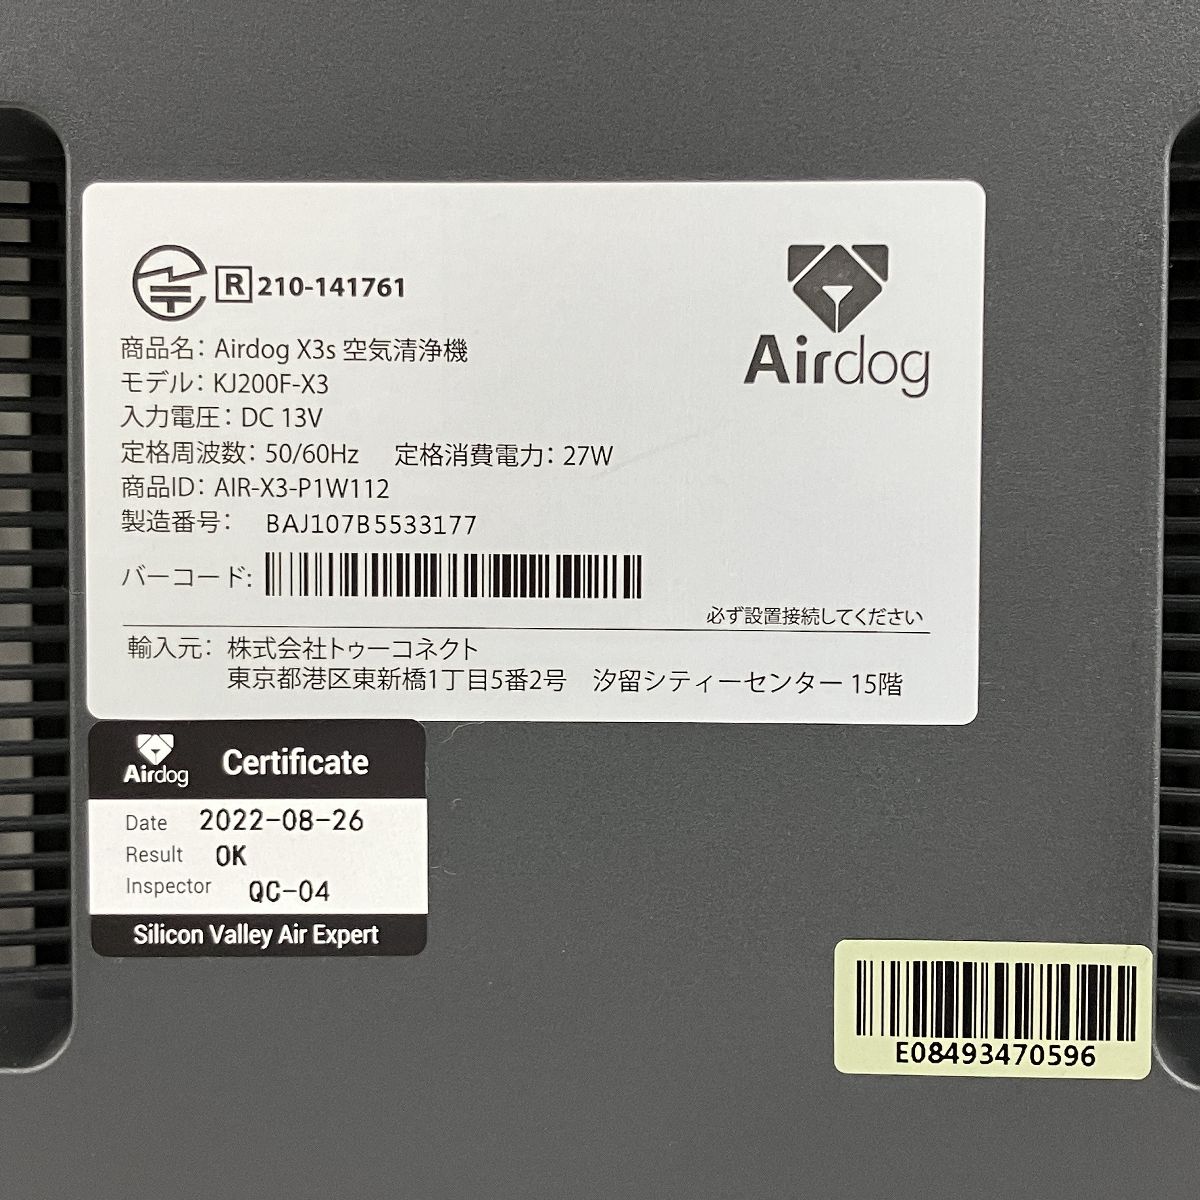 R 210-141761
Airdog
商品名：Airdog X3s 空気清浄機
モデル：KJ200F-X3
入力電圧：DC 13V
定格周波数：50/60Hz 定格消費電力：27W
商品ID：AIR-X3-P1W112
製造番号： BAJ107B5533177
バーコード:
必ず設置接続してください
輸入元： 株式会社トゥーコネクト
東京都港区東新橋1丁目5番2号 汐留シティーセンター 15階
Airdog Certificate
Date 2022-08-26
Result OK
Inspector QC-04
Silicon Valley Air Expert
E08493470596